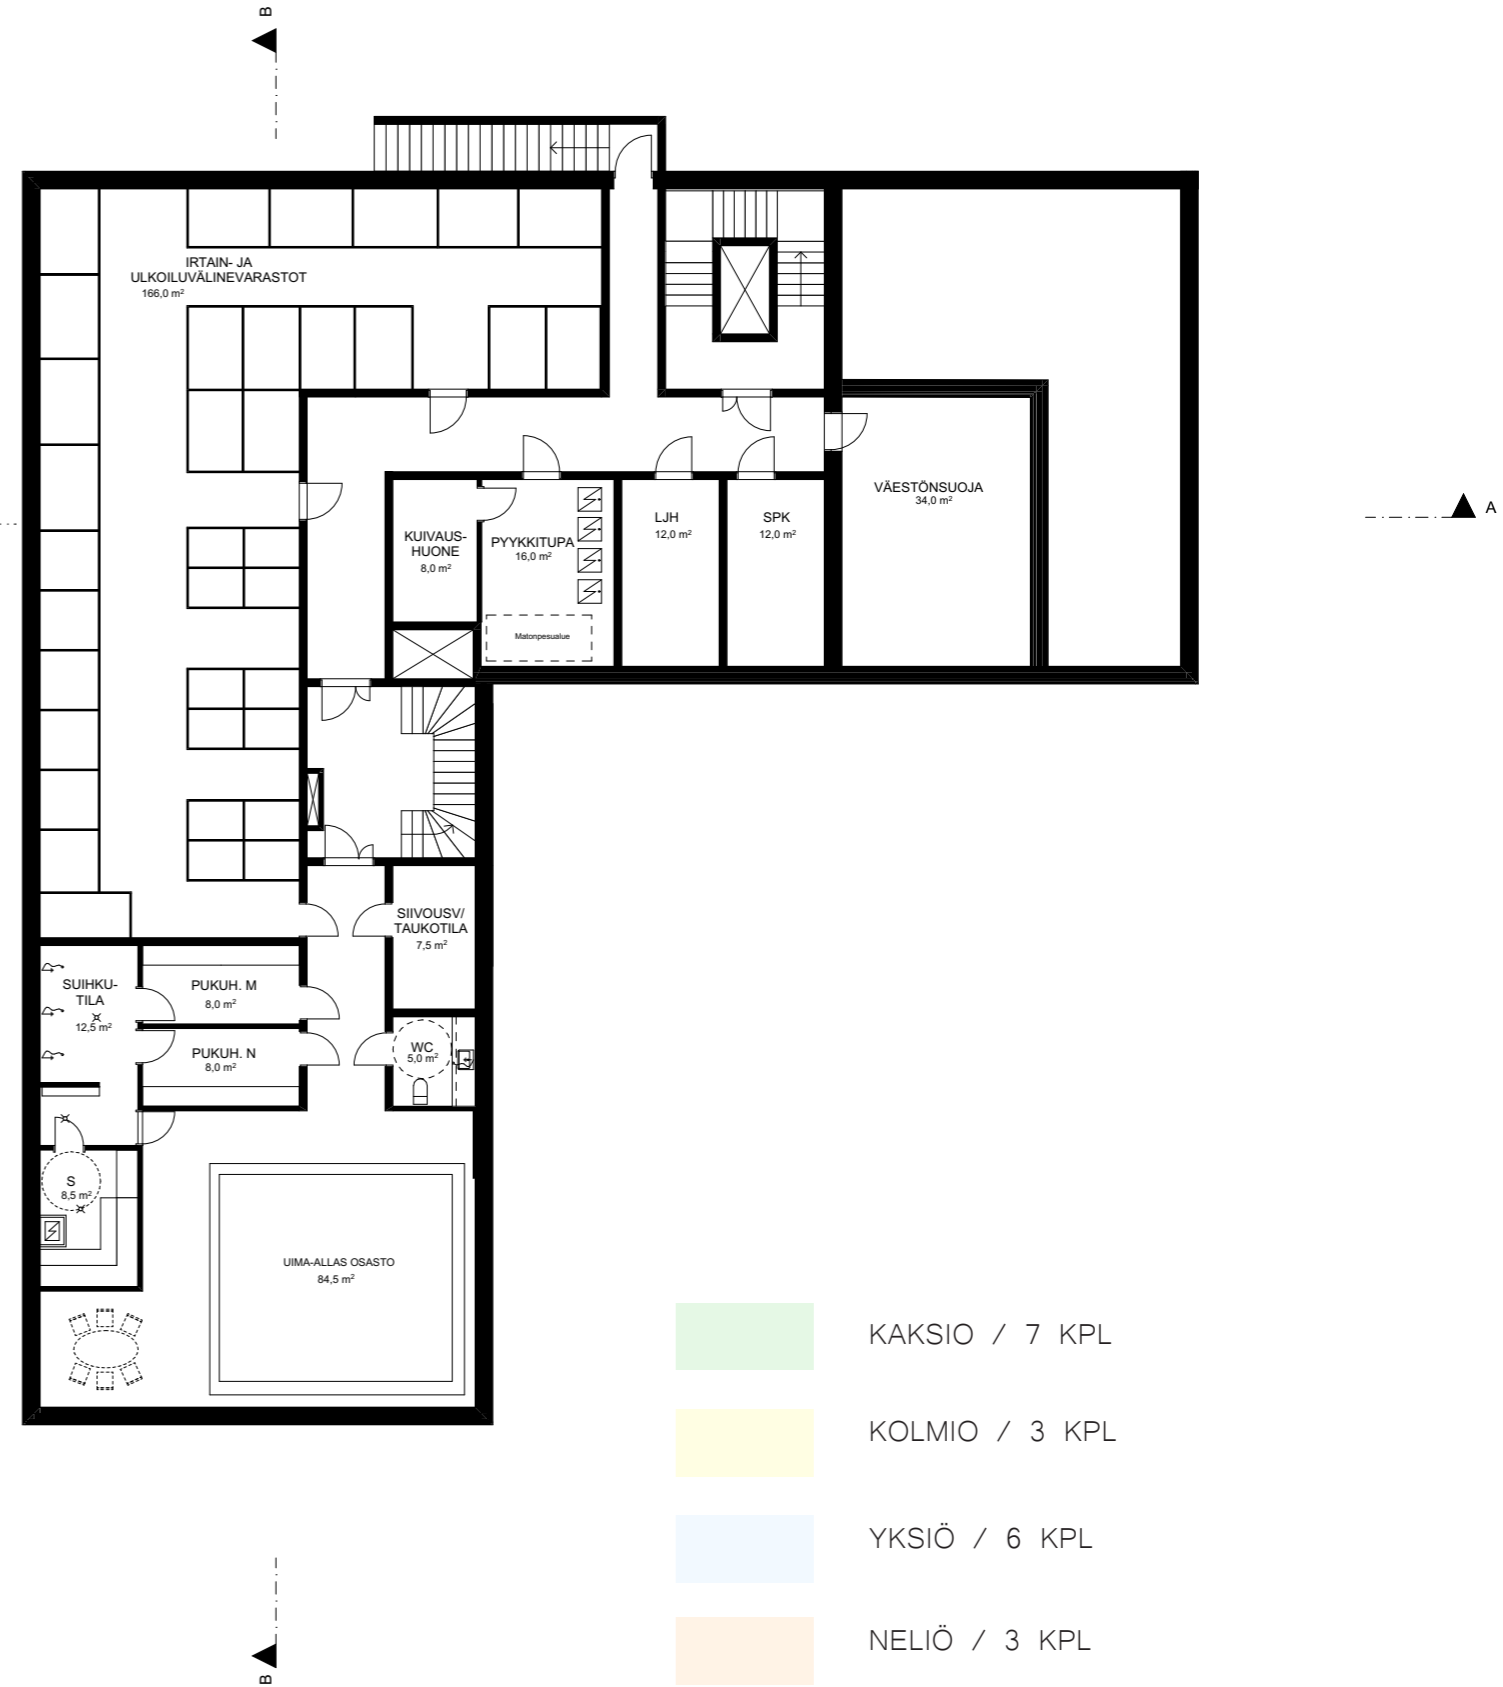 B
IRTAIN- JA
ULKOILUVÄLINEVARASTOT
166,0 m²
VÄESTÖNSUOJA
34,0 m²
A
KUIVAUS-
HUONE
8,0 m²
PYYKKITUPA
16,0 m²
LJH
12,0 m²
SPK
12,0 m²
Matonpesualue
SIIVOUSV/
TAUKOTILA
7,5 m²
SUIHKU-
TILA
12,5 m²
PUKUH. M
8,0 m²
PUKUH. N
8,0 m²
WC
5,0 m²
S
8,5 m²
UIMA-ALLAS OSASTO
84,5 m²
KAKSIO / 7 KPL
KOLMIO / 3 KPL
YKSIÖ / 6 KPL
NELIÖ / 3 KPL
B